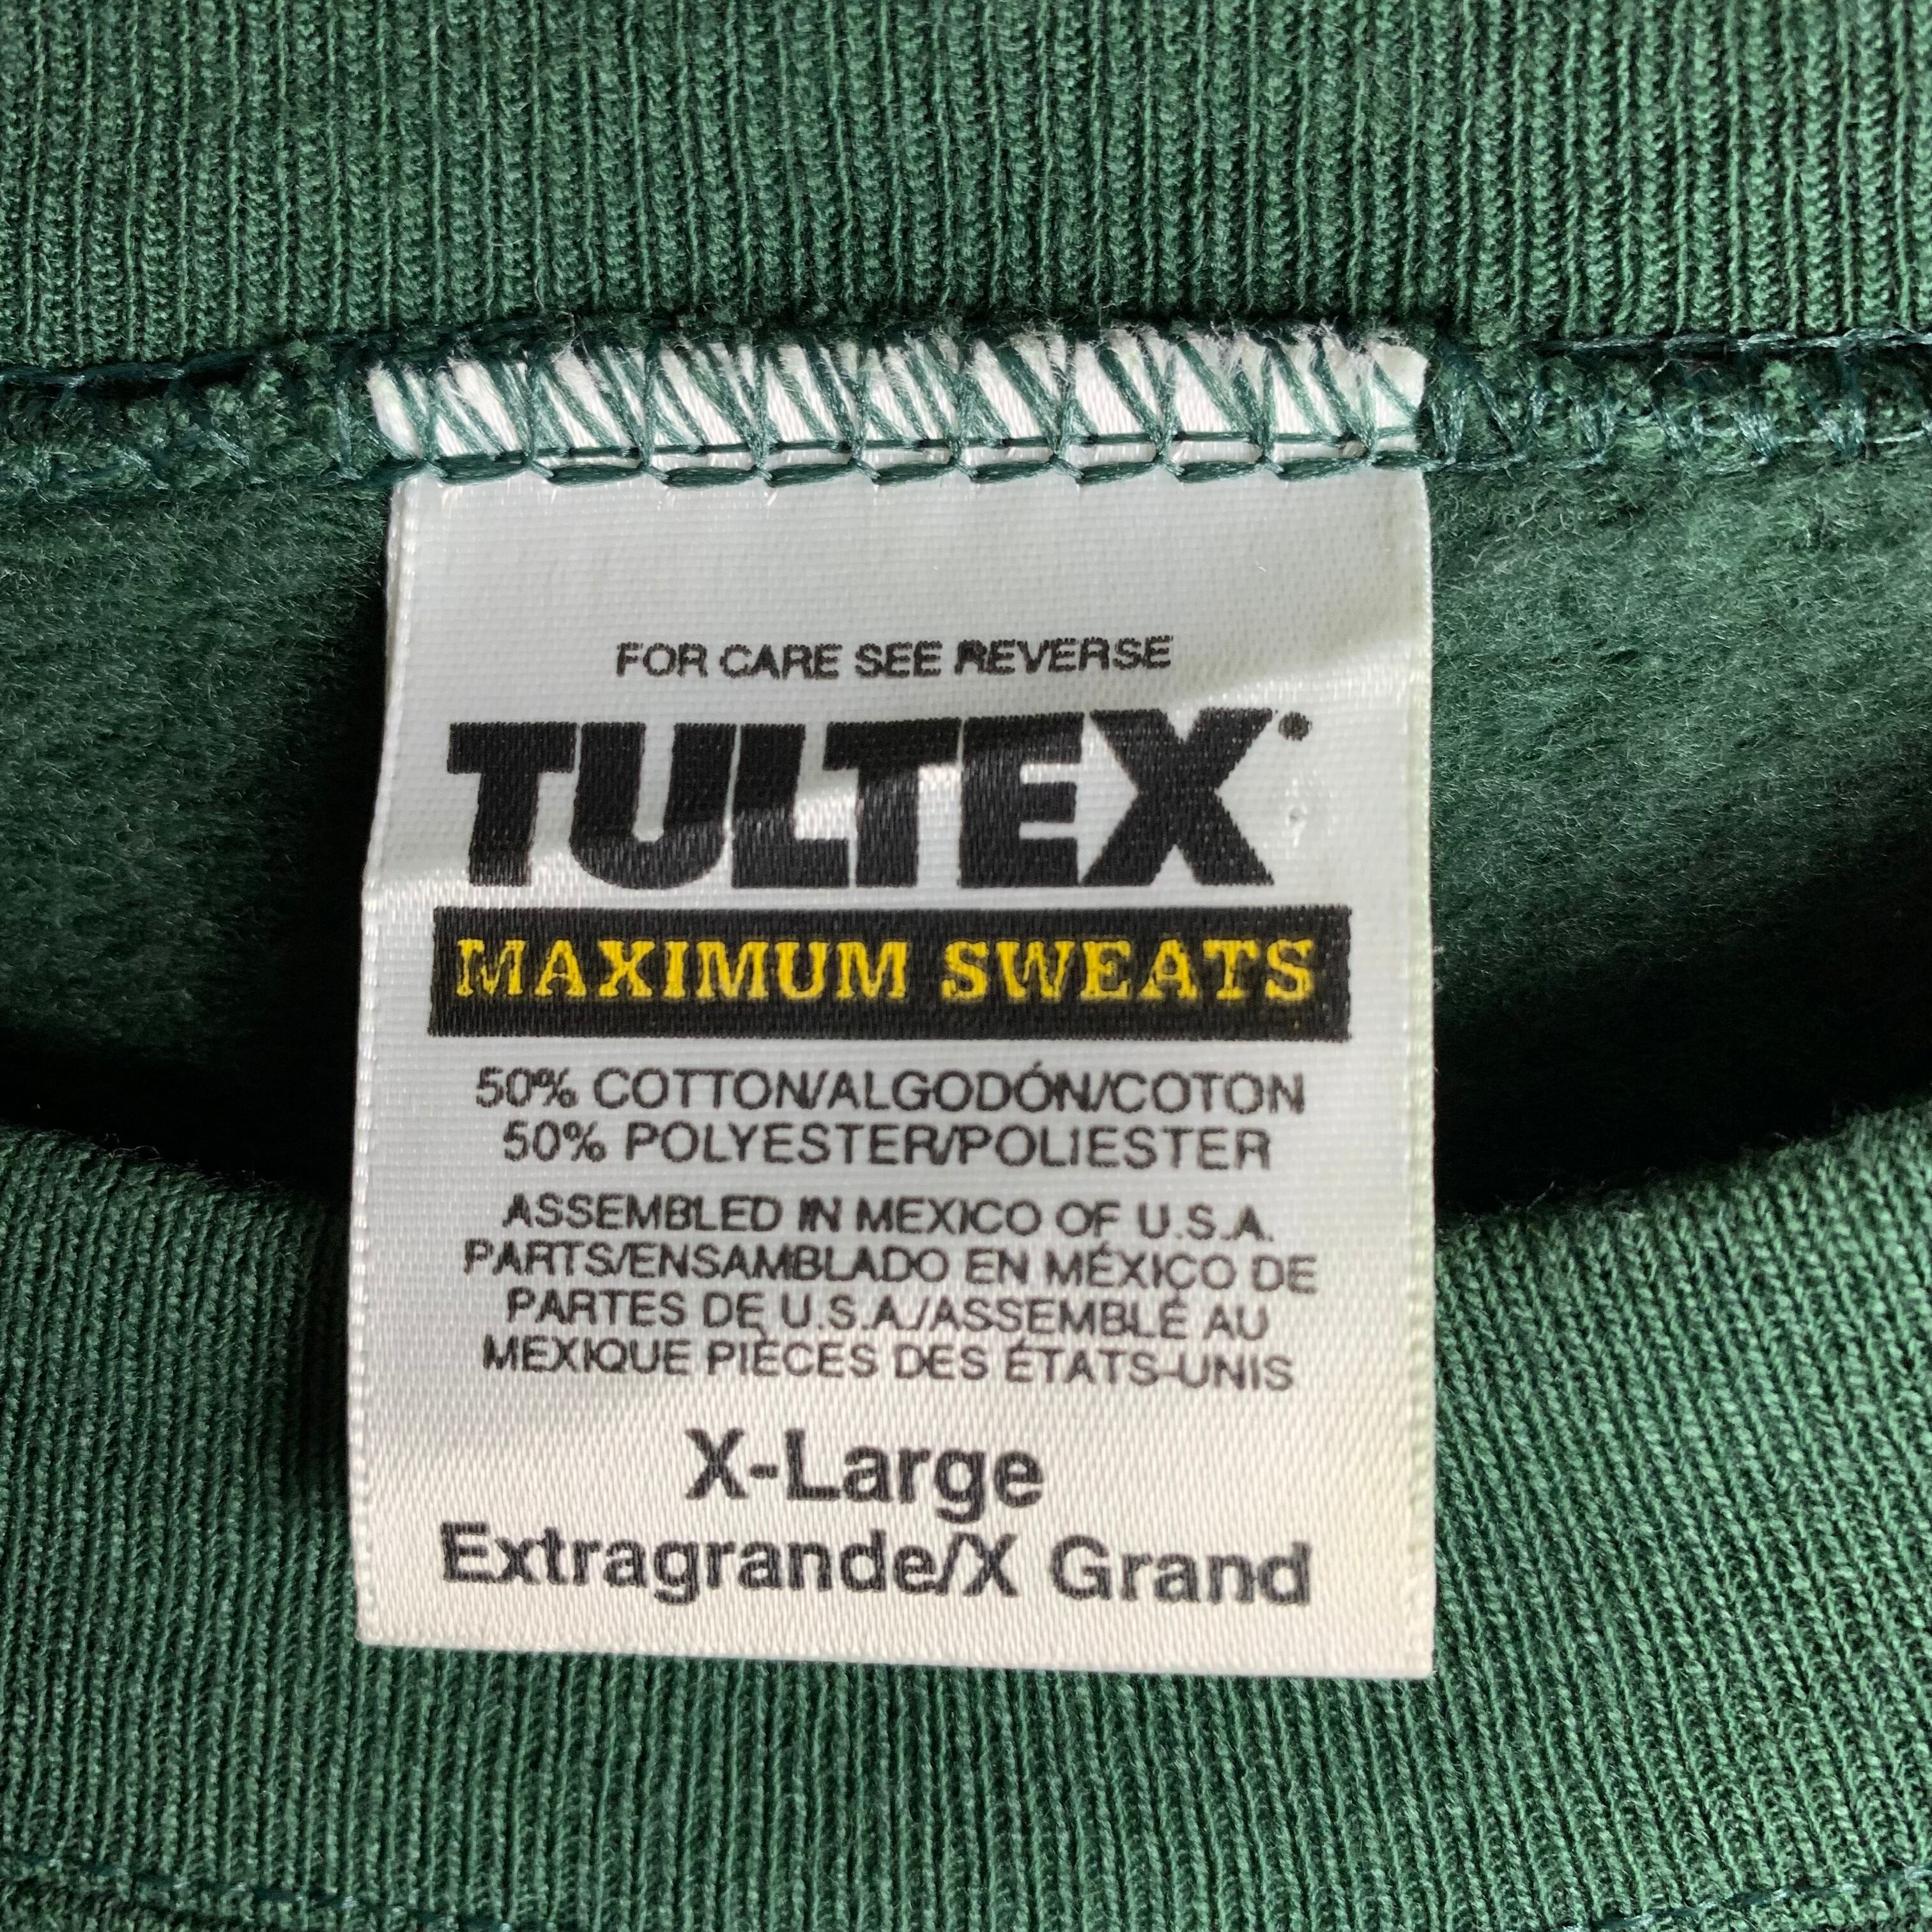 FOR CARE SEE REVERSE
TULTEX®
MAXIMUM SWEATS
50% COTTON/ALGODÓN/COTON
50% POLYESTER/POLIESTER
ASSEMBLED IN MEXICO OF U.S.A.
PARTS/ENSAMBLADO EN MÉXICO DE
PARTES DE U.S.A./ASSEMBLÉ AU
MEXIQUE PIÈCES DES ÉTATS-UNIS
X-Large
Extragrande/X Grand